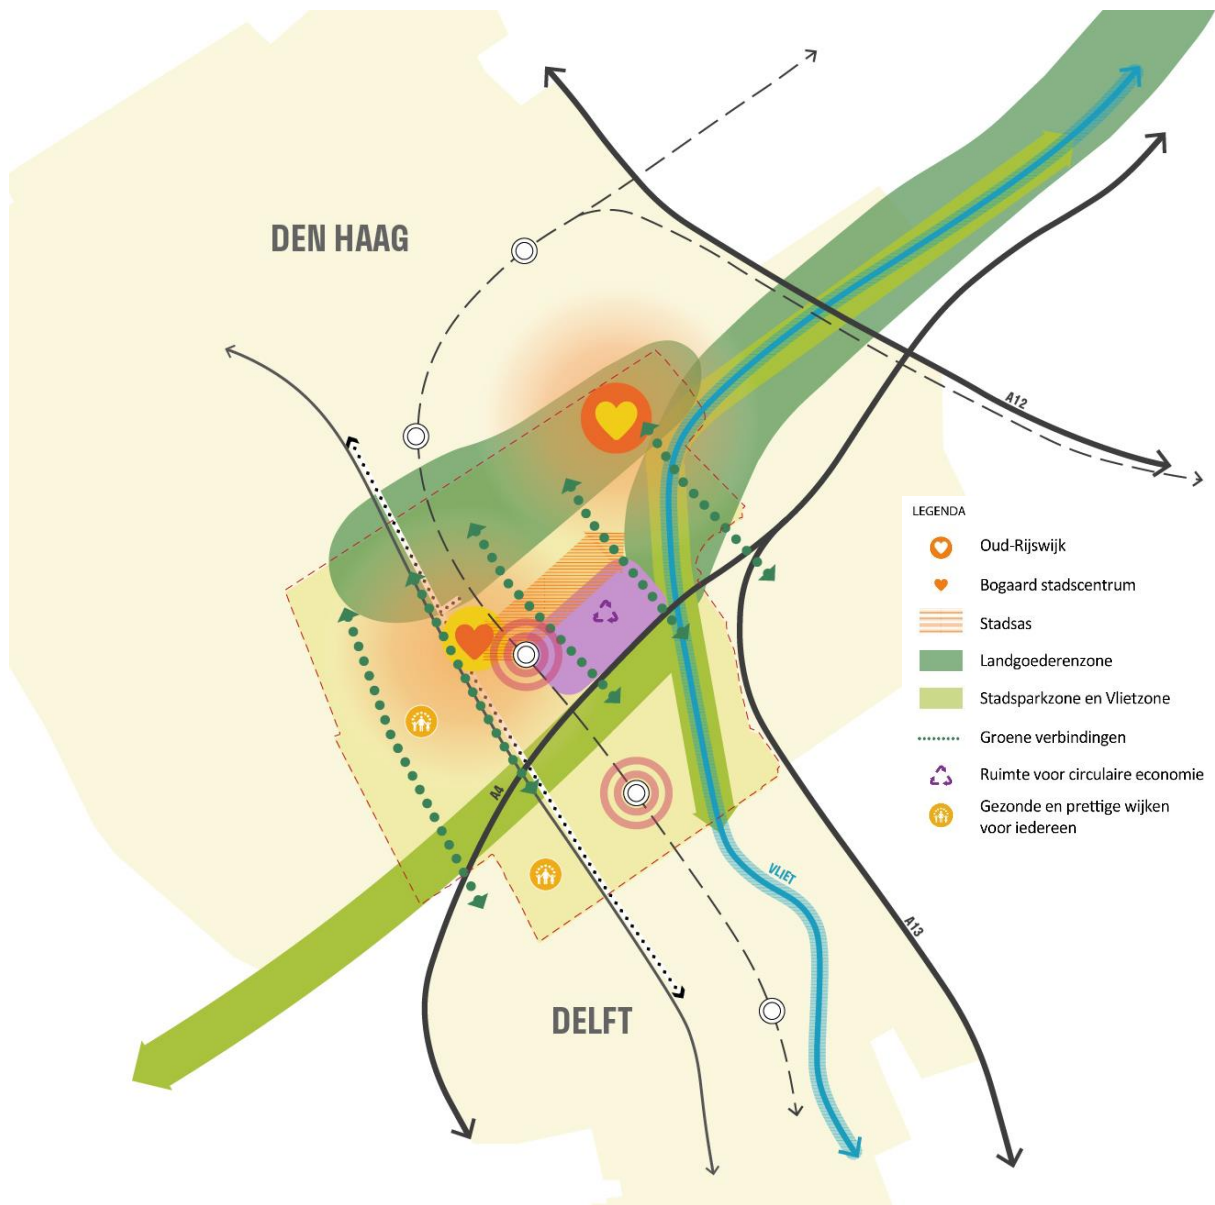 DEN HAAG
A12
LEGENDA
Oud-Rijswijk
Bogaard stadscentrum
Stadsas
Landgoederenzone
Stadsparkzone en Vlietzone
Groene verbindingen
Ruimte voor circulaire economie
Gezonde en prettige wijken
voor iedereen
A4
VLIET
A13
DELFT